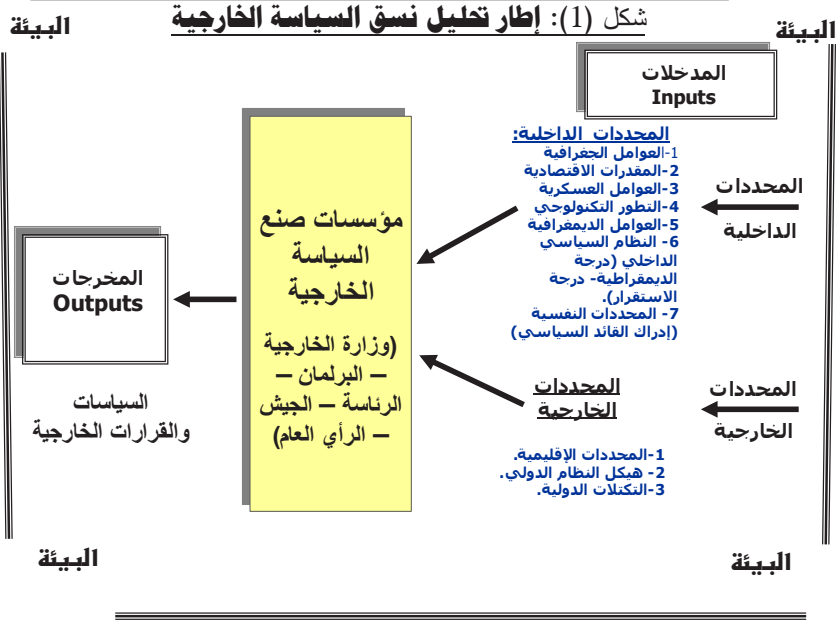 شكل (1): إطار تحليل نسق السياسة الخارجية
البيئة
البيئة
المدخلات
Inputs
المحددات الداخلية:
1-العوامل الجغرافية
2-المقدرات الاقتصادية
3-العوامل العسكرية
4-التطور التكنولوجي
5-العوامل الديمغرافية
6- النظام السياسي
الداخلي (درجة
الديمقراطية- درجة
الاستقرار).
7- المحددات النفسية
(إدراك القائد السياسي)
المحددات
الداخلية
المحددات
الخارجية
1-المحددات الإقليمية.
2- هيكل النظام الدولي.
3-التكتلات الدولية.
المحددات
الخارجية
مؤسسات صنع
السياسة
الخارجية
(وزارة الخارجية
– البرلمان –
الرئاسة – الجيش
– الرأي العام)
المخرجات
Outputs
السياسات
والقرارات الخارجية
البيئة
البيئة